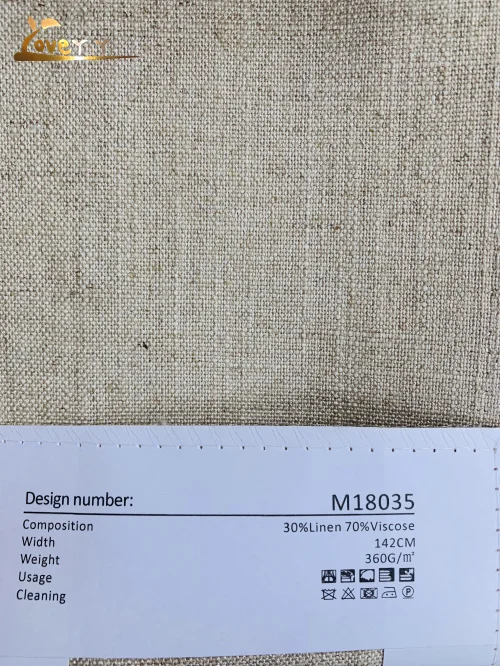 Design number: M18035
Composition 30%Linen 70%Viscose
Width 142CM
Weight 360G/㎡
Usage
Cleaning